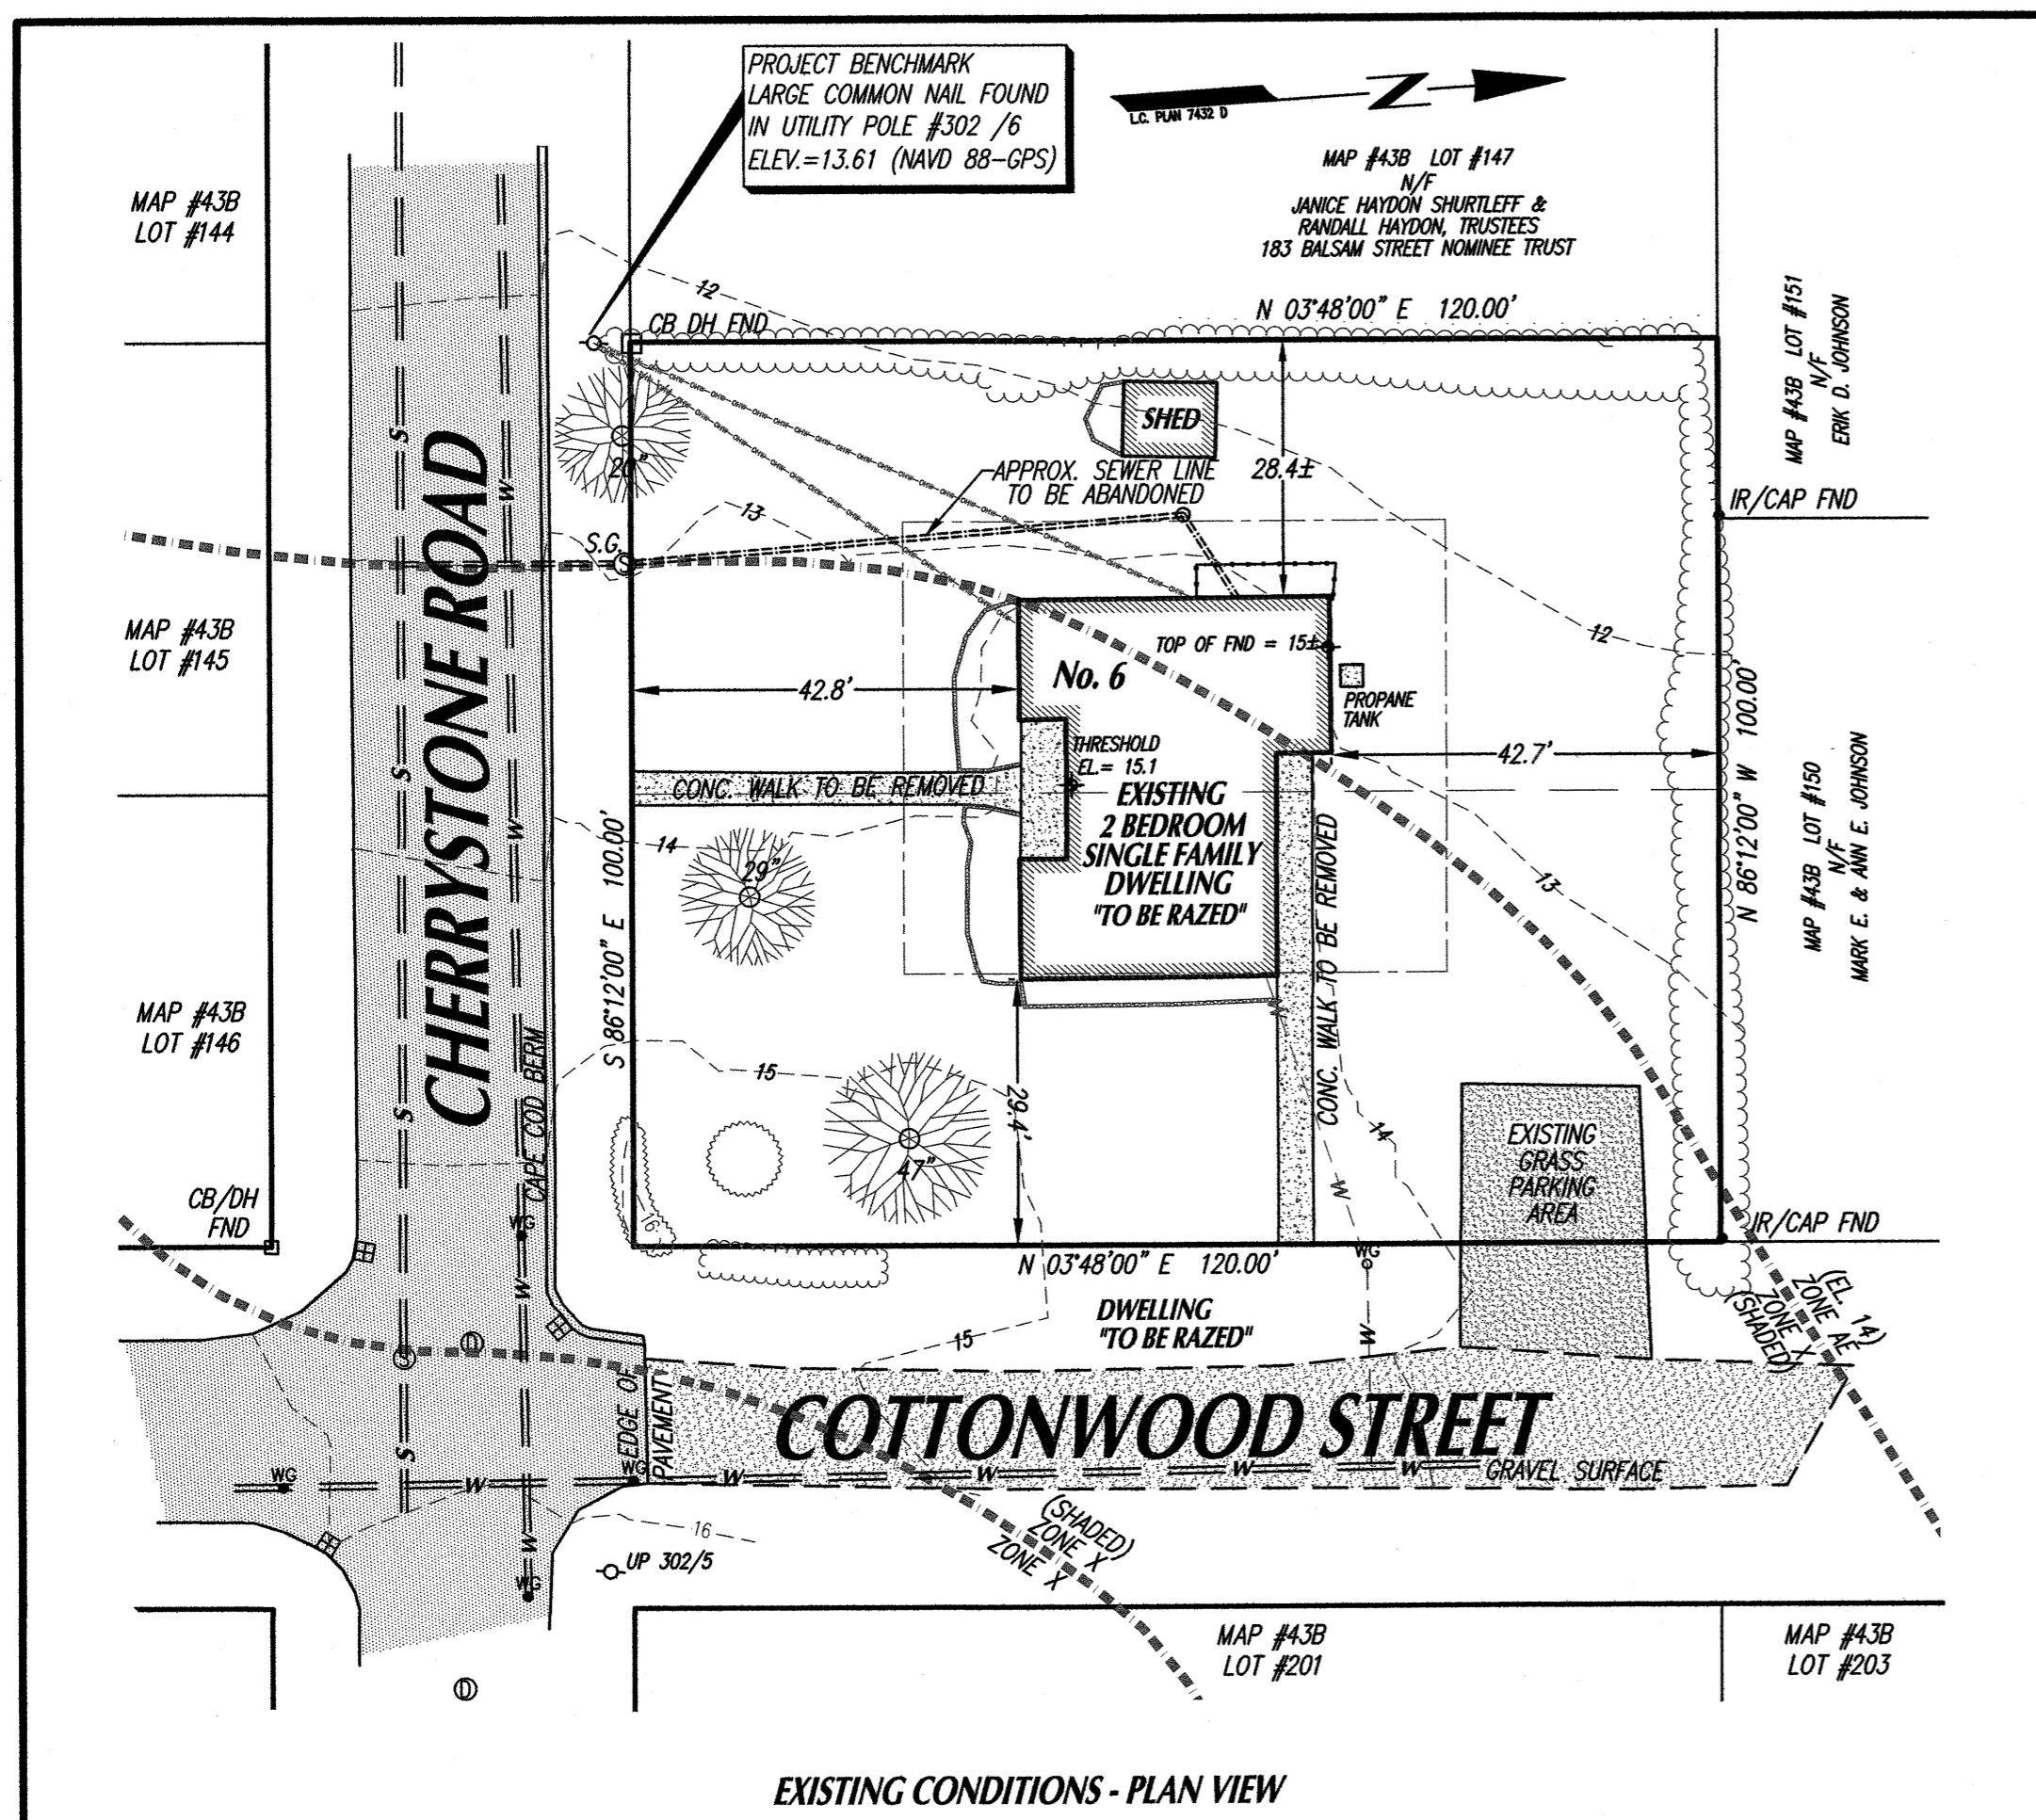 PROJECT BENCHMARK
LARGE COMMON NAIL FOUND
IN UTILITY POLE #302 /6
ELEV.=13.61 (NAVD 88-GPS)
L.C. PLAN 7432 D
N
MAP #43B LOT #147
N/F
JANICE HAYDON SHURTLEFF &
RANDALL HAYDON, TRUSTEES
183 BALSAM STREET NOMINEE TRUST
MAP #43B
LOT #144
MAP #43B LOT #151
N/F
ERIK D. JOHNSON
12
N 03°48'00" E 120.00'
CB DH FND
SHED
20"
APPROX. SEWER LINE
TO BE ABANDONED
28.4±
IR/CAP FND
13
S.G.
S
S
W
CHERRYSTONE ROAD
MAP #43B
LOT #145
TOP OF FND = 15±
12
No. 6
42.8'
PROPANE
TANK
THRESHOLD
EL.= 15.1
42.7'
N 86°12'00" W 100.00'
MAP #43B LOT #150
N/F
MARK E. & ANN E. JOHNSON
CONC. WALK TO BE REMOVED
EXISTING
2 BEDROOM
SINGLE FAMILY
DWELLING
"TO BE RAZED"
S
W
14
29"
13
S 86°12'00" E 100.00'
CONC. WALK TO BE REMOVED
MAP #43B
LOT #146
W
15
29.4'
CAPE COD BERM
S
47"
14
EXISTING
GRASS
PARKING
AREA
W
CB/DH
FND
WG
16
IR/CAP FND
N 03°48'00" E 120.00'
WG
W
DWELLING
"TO BE RAZED"
15
W
(EL. 14)
ZONE AE
ZONE X
(SHADED)
D
S
EDGE OF
PAVEMENT
COTTONWOOD STREET
GRAVEL SURFACE
S
WG
W
WG
W
W
W
W
(SHADED)
ZONE X
ZONE X
16
W
UP 302/5
WG
MAP #43B
LOT #201
MAP #43B
LOT #203
D
EXISTING CONDITIONS - PLAN VIEW